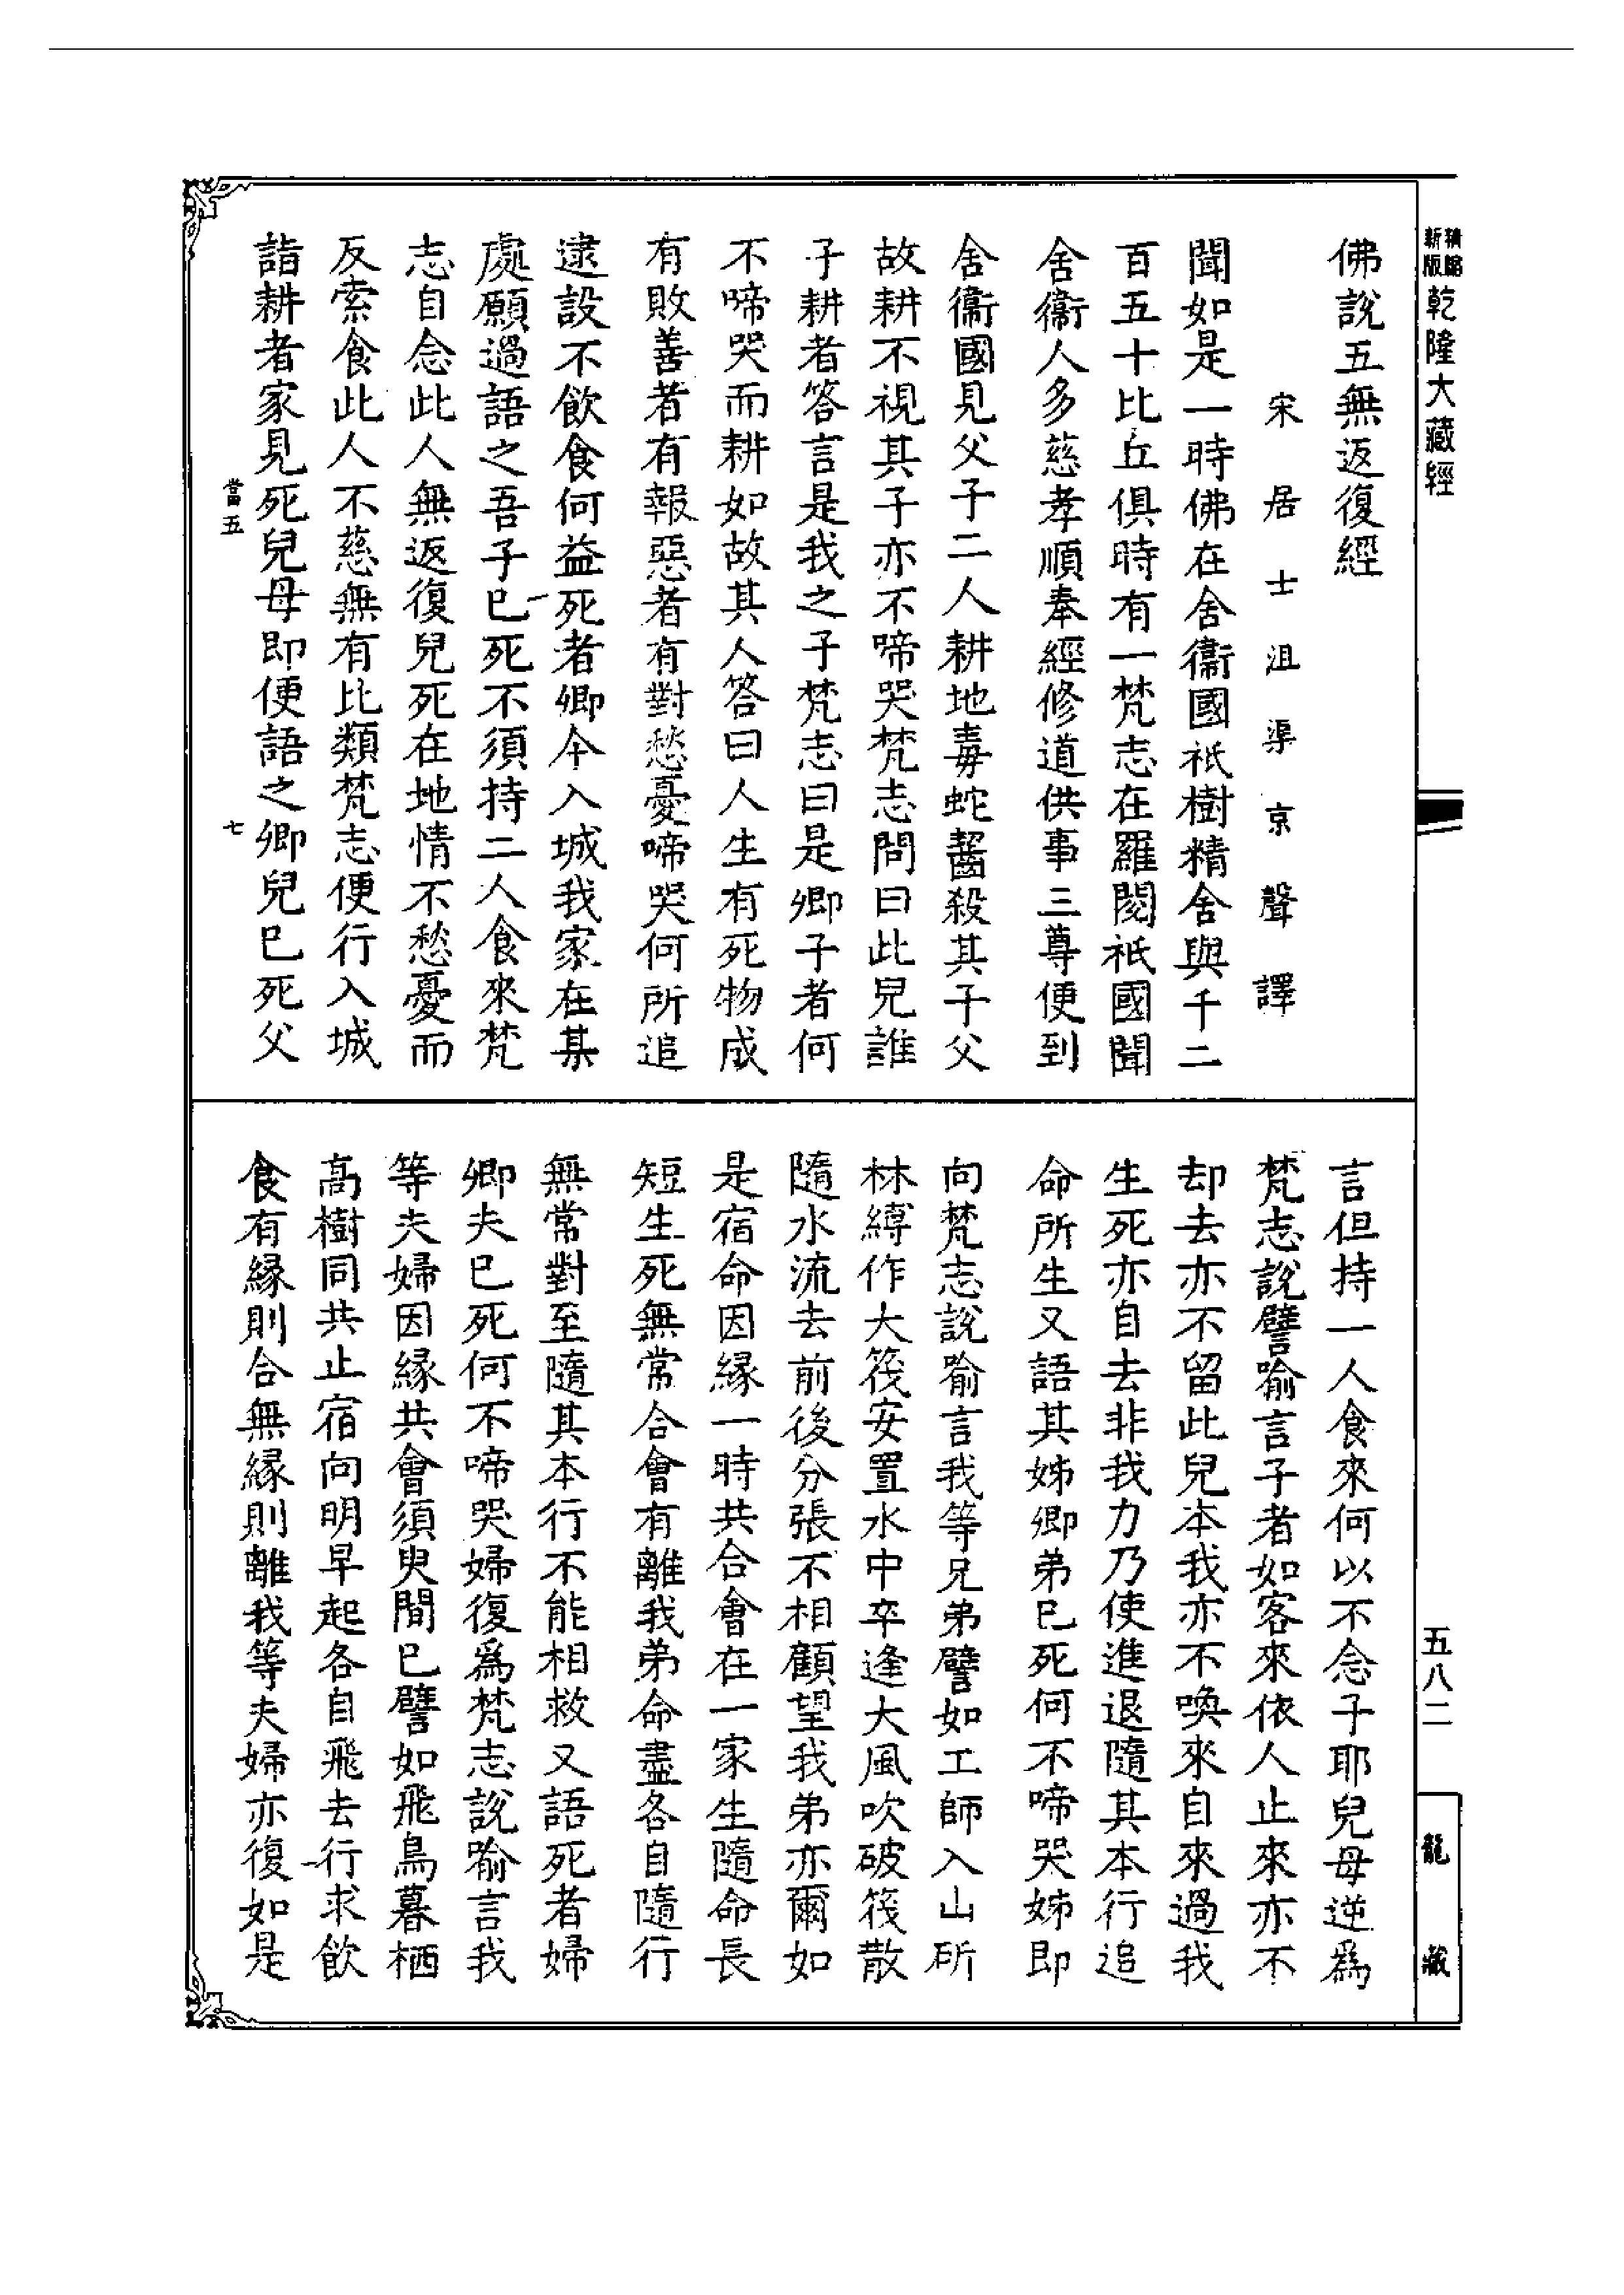 新版
精縮
乾隆大藏經
佛說五無返復經
宋居士沮渠京聲譯
聞如是一時佛在舍衞國祇樹精舍與千二
百五十比丘俱時有一梵志在羅閱祇國聞
舍衞人多慈孝順奉經修道供事三尊便到
舍衞國見父子二人耕地毒蛇齧殺其子父
故耕不視其子亦不啼哭梵志問曰此兒誰
子耕者答言是我之子梵志曰是卿子者何
不啼哭而耕如故其人答曰人生有死物成
有敗善者有報惡者有對愁憂啼哭何所追
逮設不飲食何益死者卿今入城我家在某
處願過語之吾子已死不須持二人食來梵
志自念此人無返復兒死在地情不愁憂而
反索食此人不慈無有比類梵志便行入城
詣耕者家見死兒母即便語之卿兒已死父
當五
七
言但持一人食來何以不念子耶兒母逆爲
梵志說譬喻言子者如客來依人止來亦不
却去亦不留此兒本我亦不喚來自來過我
生死亦自去非我力乃使進退隨其本行追
命所生又語其姊卿弟已死何不啼哭姊即
向梵志說喻言我等兄弟譬如工師入山斫
林縛作大筏安置水中卒逢大風吹破筏散
隨水流去前後分張不相顧望我弟亦爾如
是宿命因緣一時共合會在一家生隨命長
短生死無常合會有離我弟命盡各自隨行
無常對至隨其本行不能相救又語死者婦
卿夫已死何不啼哭婦復爲梵志說喻言我
等夫婦因緣共會須臾間已譬如飛鳥暮栖
高樹同共止宿向明早起各自飛去行求飲
食有緣則合無緣則離我等夫婦亦復如是
五八二
龍藏